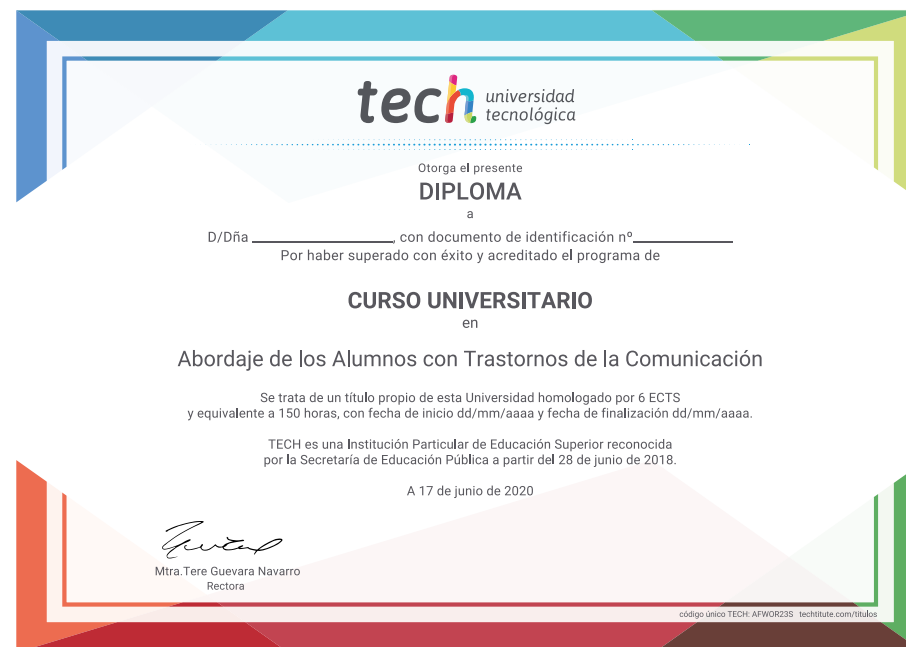 tech universidad
tecnológica
Otorga el presente
DIPLOMA
a
D/Dña ____________________, con documento de identificación nº______________
Por haber superado con éxito y acreditado el programa de
CURSO UNIVERSITARIO
en
Abordaje de los Alumnos con Trastornos de la Comunicación
Se trata de un título propio de esta Universidad homologado por 6 ECTS
y equivalente a 150 horas, con fecha de inicio dd/mm/aaaa y fecha de finalización dd/mm/aaaa.
TECH es una Institución Particular de Educación Superior reconocida
por la Secretaría de Educación Pública a partir del 28 de junio de 2018.
A 17 de junio de 2020
Mtra.Tere Guevara Navarro
Rectora
código único TECH: AFWOR23S techtitute.com/titulos